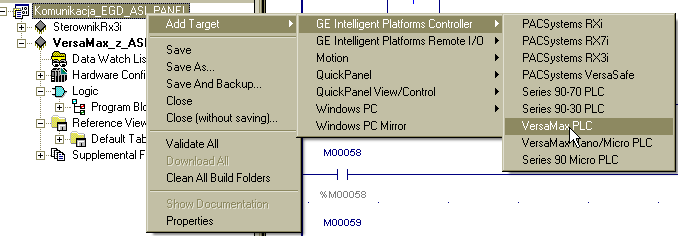 Komunikacja_EGD_ASI_PANEL
SterownikRx3i
VersaMax_z_ASI
Data Watch Lis
Hardware Confi
Logic
Program Blo
Reference View
Default Tab
Supplemental F
Add Target
Save
Save As...
Save And Backup...
Close
Close (without saving)...
Validate All
Download All
Clean All Build Folders
Show Documentation
Properties
GE Intelligent Platforms Controller
GE Intelligent Platforms Remote I/O
Motion
QuickPanel
QuickPanel View/Control
Windows PC
Windows PC Mirror
PACSystems RXi
PACSystems RX7i
PACSystems RX3i
PACSystems VersaSafe
Series 90-70 PLC
Series 90-30 PLC
VersaMax PLC
VersaMax Nano/Micro PLC
Series 90 Micro PLC
M00058
%M00058
M00059